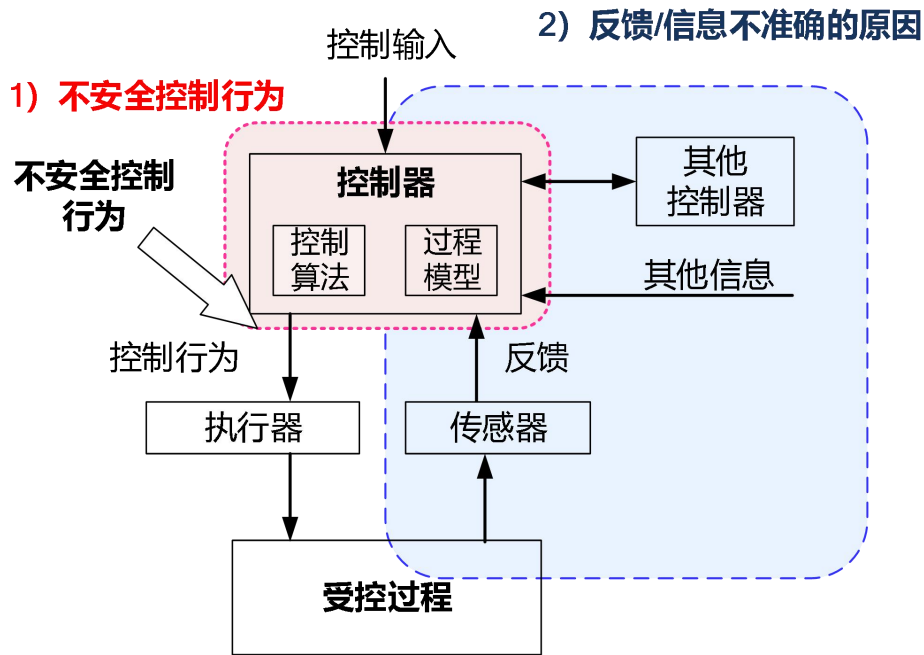 2）反馈/信息不准确的原因
控制输入
1）不安全控制行为
不安全控制
行为
控制器
控制
算法
过程
模型
其他
控制器
其他信息
控制行为
反馈
执行器
传感器
受控过程